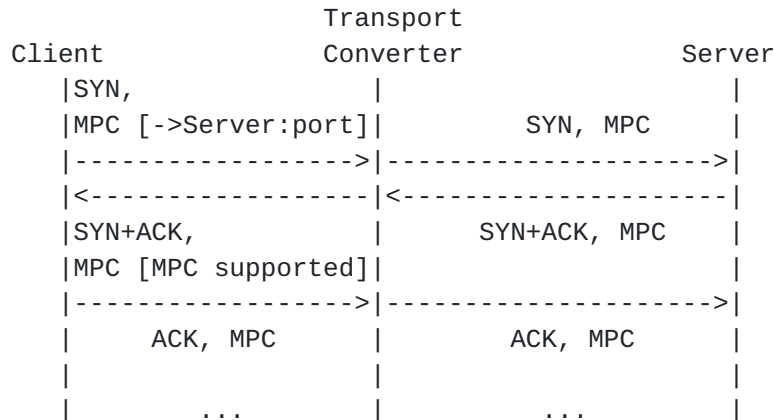 Transport
Client              Converter              Server
   |SYN,                |                      |
   |MPC [->Server:port]|         SYN, MPC     |
   |------------------>|--------------------->|
   |<------------------|<---------------------|
   |SYN+ACK,            |      SYN+ACK, MPC    |
   |MPC [MPC supported]|                      |
   |------------------>|--------------------->|
   |     ACK, MPC      |        ACK, MPC      |
   |                   |                      |
   |        ...        |          ...         |